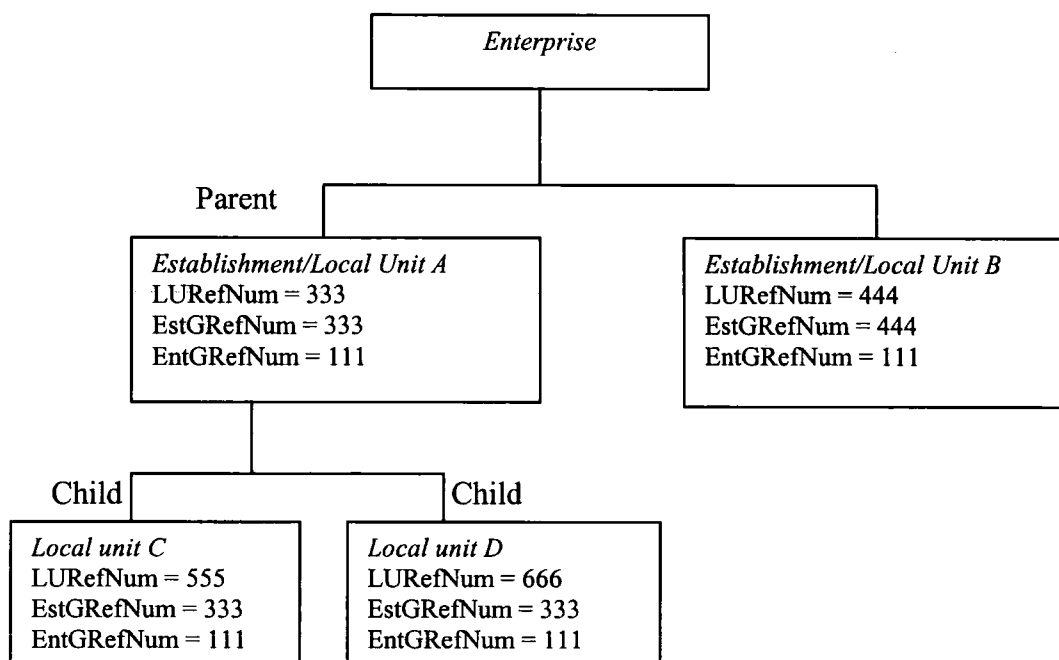 Enterprise
Parent
Establishment/Local Unit A
LURefNum = 333
EstGRefNum = 333
EntGRefNum = 111
Establishment/Local Unit B
LURefNum = 444
EstGRefNum = 444
EntGRefNum = 111
Child
Child
Local unit C
LURefNum = 555
EstGRefNum = 333
EntGRefNum = 111
Local unit D
LURefNum = 666
EstGRefNum = 333
EntGRefNum = 111